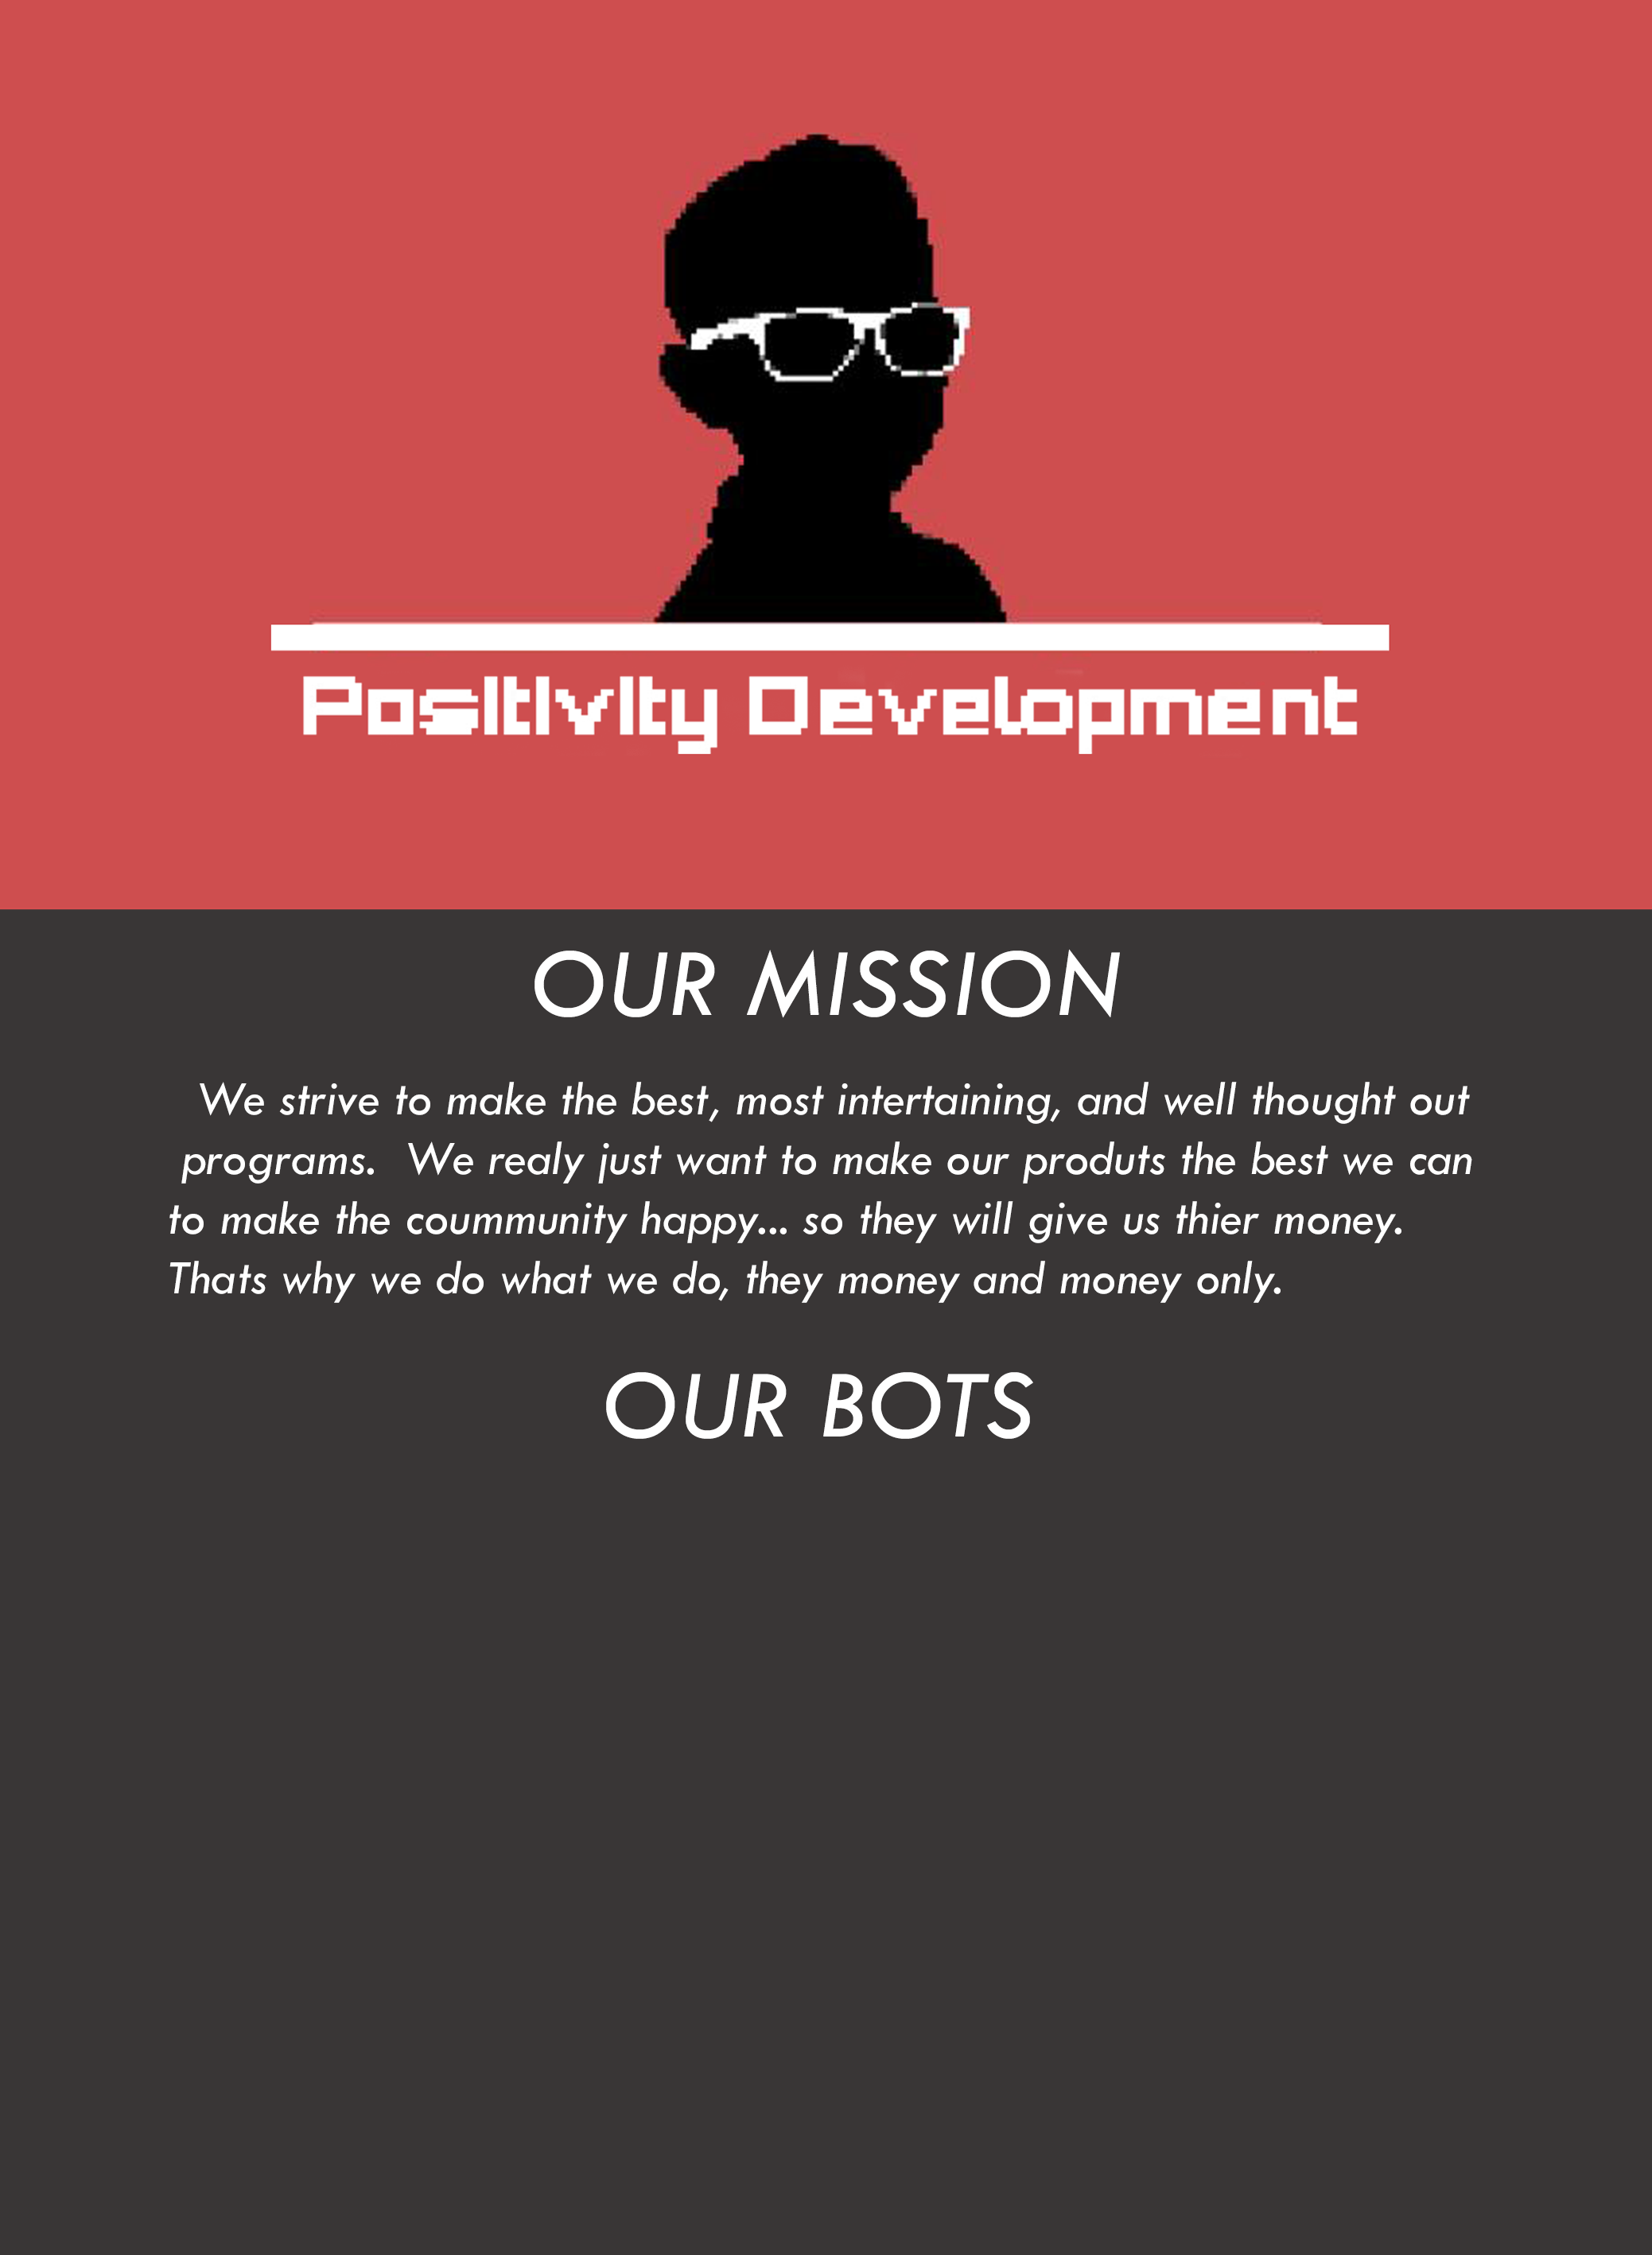 Positivity Development
OUR MISSION
We strive to make the best, most intertaining, and well thought out
programs. We realy just want to make our produts the best we can
to make the coummunity happy... so they will give us thier money.
Thats why we do what we do, they money and money only.
OUR BOTS